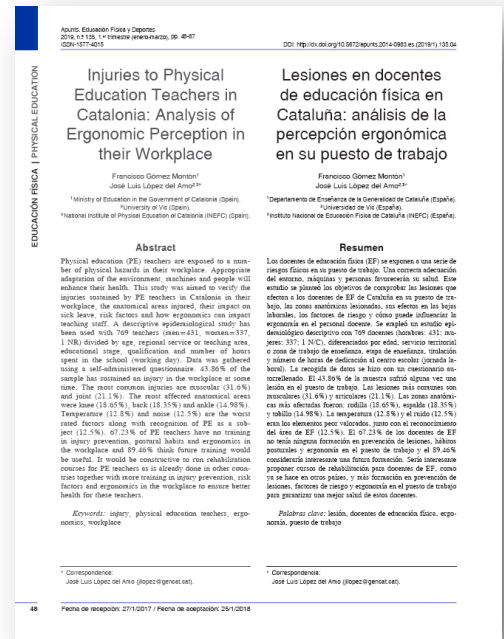 Apunts. Educación Física y Deportes
2019, n.º 135, 1.er trimestre (enero-marzo), pp. 48-67
ISSN-1577-4015
DOI: http://dx.doi.org/10.5672/apunts.2014-0983.es.(2019/1).135.04
EDUCACIÓN FÍSICA | PHYSICAL EDUCATION
Injuries to Physical
Education Teachers in
Catalonia: Analysis of
Ergonomic Perception in
their Workplace
Francisco Gómez Montón¹
José Luis López del Amo²,³*
¹ Ministry of Education in the Government of Catalonia (Spain).
² University of Vic (Spain).
³ National Institute of Physical Education of Catalonia (INEFC) (Spain).
Abstract
Physical education (PE) teachers are exposed to a num-
ber of physical hazards in their workplace. Appropriate
adaptation of the environment, machines and people will
enhance their health. This study was aimed to verify the
injuries sustained by PE teachers in Catalonia in their
workplace, the anatomical areas injured, their impact on
sick leave, risk factors and how ergonomics can impact
teaching staff. A descriptive epidemiological study has
been used with 769 teachers (men=431, women=337,
1 NR) divided by age, regional service or teaching area,
educational stage, qualification and number of hours
spent in the school (working day). Data was gathered
using a self-administered questionnaire. 43.86% of the
sample has sustained an injury in the workplace at some
time. The most common injuries are muscular (31.6%)
and joint (21.1%). The most affected anatomical areas
were knee (18.65%), back (18.35%) and ankle (14.98%).
Temperature (12.8%) and noise (12.5%) are the worst
rated factors along with recognition of PE as a sub-
ject (12.5%). 67.23% of PE teachers have no training
in injury prevention, postural habits and ergonomics in
the workplace and 89.46% think future training would
be useful. It would be constructive to run rehabilitation
courses for PE teachers as is already done in other coun-
tries together with more training in injury prevention, risk
factors and ergonomics in the workplace to ensure better
health for these teachers.
Keywords: injury, physical education teachers, ergo-
nomics, workplace
* Correspondence:
José Luis López del Amo (jllopez@gencat.cat).
Lesiones en docentes
de educación física en
Cataluña: análisis de la
percepción ergonómica
en su puesto de trabajo
Francisco Gómez Montón¹
José Luis López del Amo²,³*
¹ Departamento de Enseñanza de la Generalidad de Cataluña (España).
² Universidad de Vic (España).
³ Instituto Nacional de Educación Física de Cataluña (INEFC) (España).
Resumen
Los docentes de educación física (EF) se exponen a una serie de
riesgos físicos en su puesto de trabajo. Una correcta adecuación
del entorno, máquinas y personas favorecerán su salud. Este
estudio se planteó los objetivos de comprobar las lesiones que
afectan a los docentes de EF de Cataluña en su puesto de tra-
bajo, las zonas anatómicas lesionadas, sus efectos en las bajas
laborales, los factores de riesgo y cómo puede influenciar la
ergonomía en el personal docente. Se empleó un estudio epi-
demiológico descriptivo con 769 docentes (hombres: 431; mu-
jeres: 337; 1 N/C), diferenciados por edad, servicio territorial
o zona de trabajo de enseñanza, etapa de enseñanza, titulación
y número de horas de dedicación al centro escolar (jornada la-
boral). La recogida de datos se hizo con un cuestionario au-
torrellenado. El 43.86% de la muestra sufrió alguna vez una
lesión en el puesto de trabajo. Las lesiones más comunes son
musculares (31.6%) y articulares (21.1%). Las zonas anatómi-
cas más afectadas fueron: rodilla (18.65%), espalda (18.35%)
y tobillo (14.98%). La temperatura (12.8%) y el ruido (12.5%)
eran los elementos peor valorados, junto con el reconocimiento
del área de EF (12.5%). El 67.23% de los docentes de EF
no tenía ninguna formación en prevención de lesiones, hábitos
posturales y ergonomía en el puesto de trabajo y el 89.46%
consideraría interesante una futura formación. Sería interesante
proponer cursos de rehabilitación para docentes de EF, como
ya se hace en otros países, y más formación en prevención de
lesiones, factores de riesgo y ergonomía en el puesto de trabajo
para garantizar una mejor salud de estos docentes.
Palabras clave: lesión, docentes de educación física, ergo-
nomía, puesto de trabajo
* Correspondencia:
José Luis López del Amo (jllopez@gencat.cat).
48
Fecha de recepción: 27/1/2017 / Fecha de aceptación: 25/1/2018